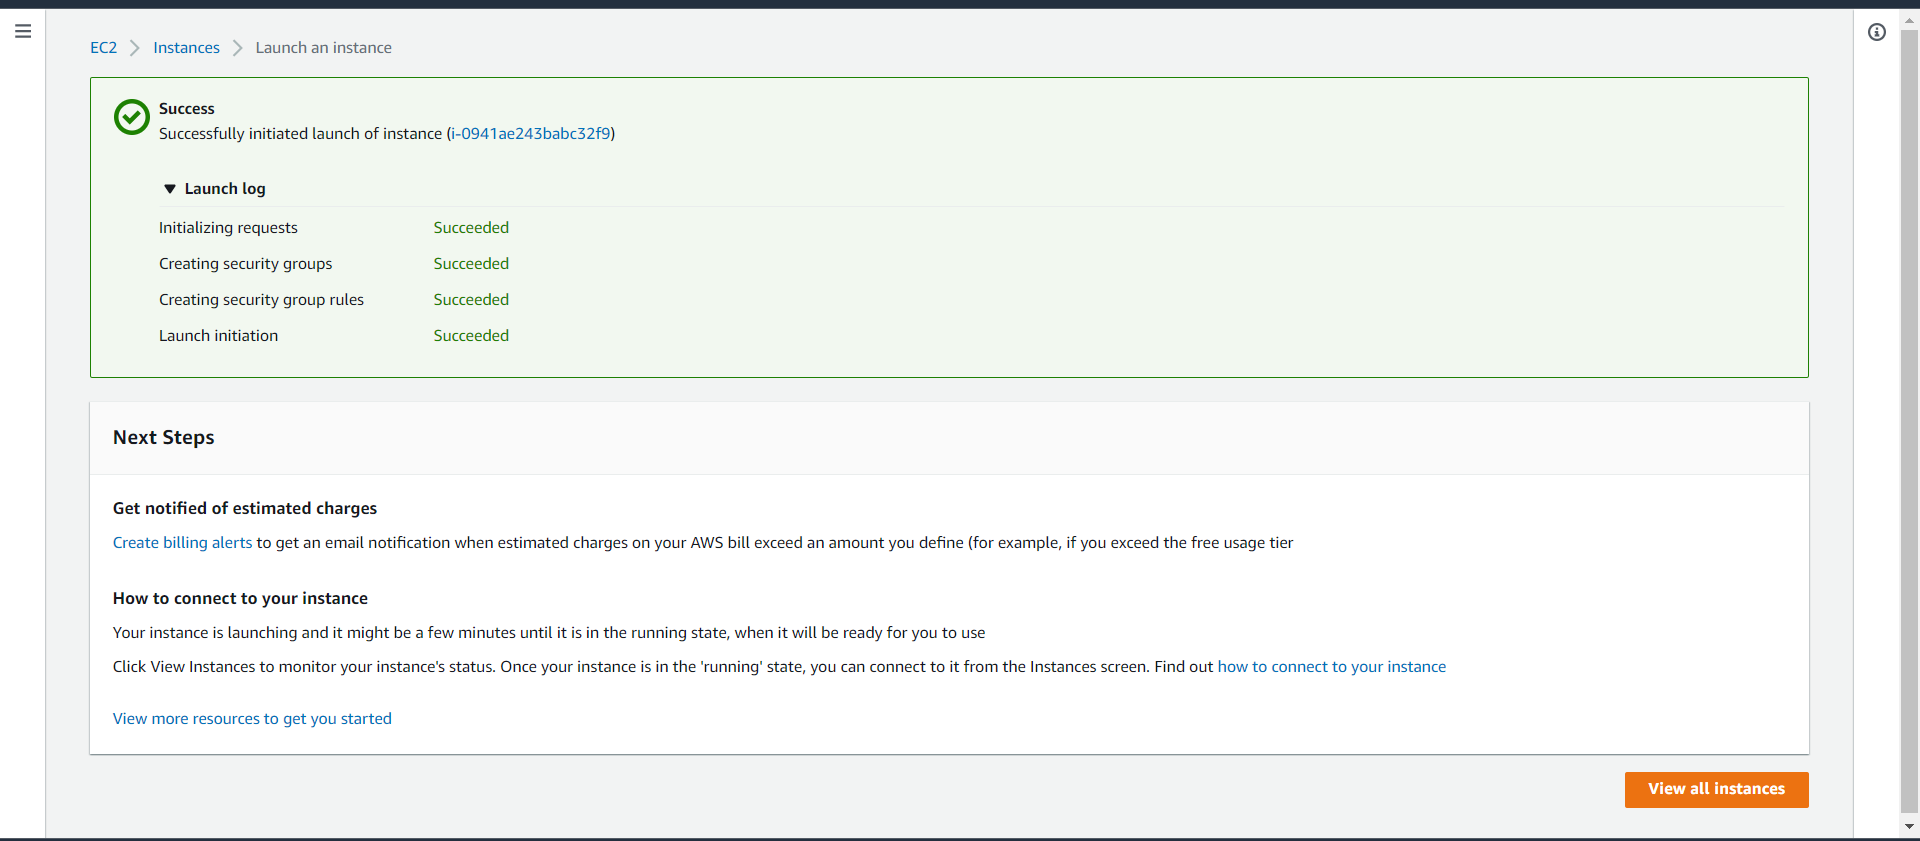 EC2 Instances Launch an instance
Success
Successfully initiated launch of instance (i-0941ae243babc32f9)
Launch log
Initializing requests Succeeded
Creating security groups Succeeded
Creating security group rules Succeeded
Launch initiation Succeeded
Next Steps
Get notified of estimated charges
Create billing alerts to get an email notification when estimated charges on your AWS bill exceed an amount you define (for example, if you exceed the free usage tier
How to connect to your instance
Your instance is launching and it might be a few minutes until it is in the running state, when it will be ready for you to use
Click View Instances to monitor your instance's status. Once your instance is in the 'running' state, you can connect to it from the Instances screen. Find out how to connect to your instance
View more resources to get you started
View all instances